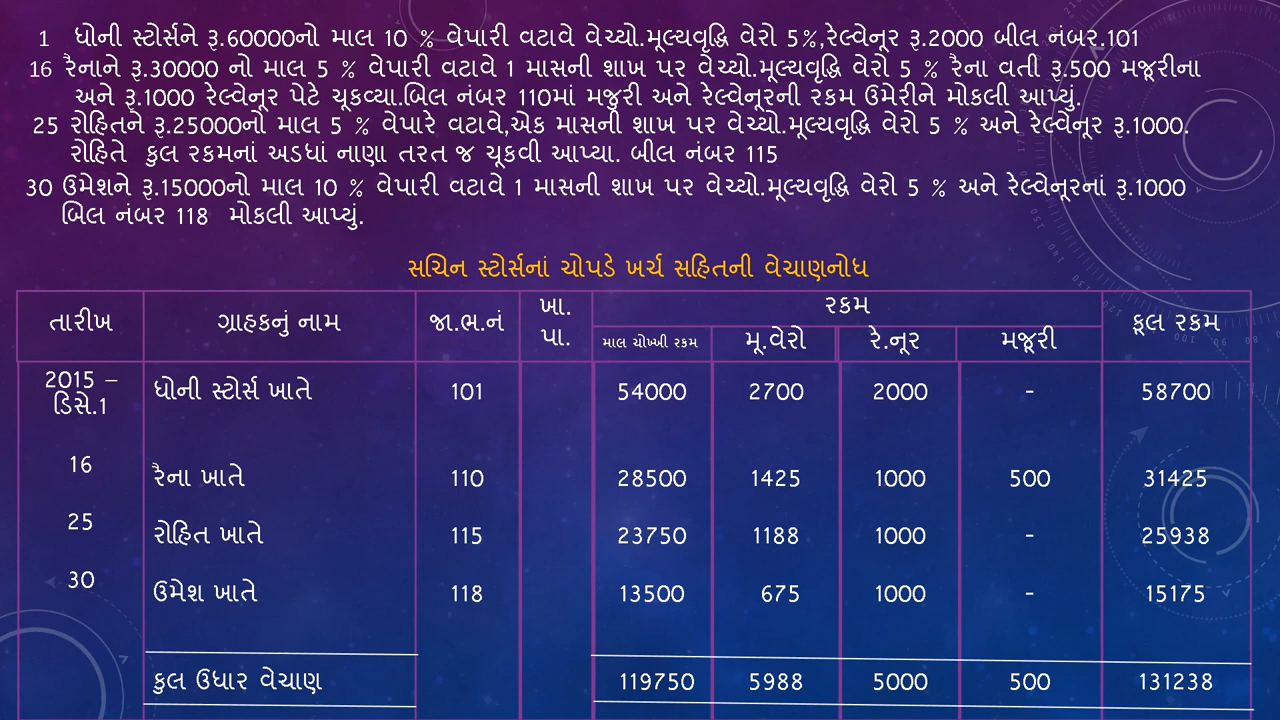 1 ધોની સ્ટોર્સને રૂ.60000નો માલ 10 % વેપારી વટાવે વેચ્યો.મૂલ્યવૃદ્ધિ વેરો 5%,રેલ્વેનૂર રૂ.2000 બીલ નંબર.101
16 રૈનાને રૂ.30000 નો માલ 5 % વેપારી વટાવે 1 માસની શાખ પર વેચ્યો.મૂલ્યવૃદ્ધિ વેરો 5 % રૈના વતી રૂ.500 મજૂરીના
અને રૂ.1000 રેલ્વેનૂર પેટે ચૂકવ્યા.બિલ નંબર 110માં મજુરી અને રેલ્વેનૂરની રકમ ઉમેરીને મોકલી આપ્યું.
25 રોહિતને રૂ.25000નો માલ 5 % વેપારે વટાવે,એક માસની શાખ પર વેચ્યો.મૂલ્યવૃદ્ધિ વેરો 5 % અને રેલ્વેનૂર રૂ.1000.
રોહિતે કુલ રકમનાં અડધાં નાણા તરત જ ચૂકવી આપ્યા. બીલ નંબર 115
30 ઉમેશને રૂ.15000નો માલ 10 % વેપારી વટાવે 1 માસની શાખ પર વેચ્યો.મૂલ્યવૃદ્ધિ વેરો 5 % અને રેલ્વેનૂરનાં રૂ.1000
બિલ નંબર 118 મોકલી આપ્યું.
સચિન સ્ટોર્સનાં ચોપડે ખર્ચ સહિતની વેચાણનોધ
તારીખ ગ્રાહકનું નામ જા.ભ.નં ખા. પા. રકમ કૂલ રકમ
માલ ચોખ્ખી રકમ મૂ.વેરો રે.નૂર મજૂરી
2015 – ડિસે.1 ધોની સ્ટોર્સ ખાતે 101 54000 2700 2000 - 58700
16 રૈના ખાતે 110 28500 1425 1000 500 31425
25 રોહિત ખાતે 115 23750 1188 1000 - 25938
30 ઉમેશ ખાતે 118 13500 675 1000 - 15175
કુલ ઉધાર વેચાણ 119750 5988 5000 500 131238